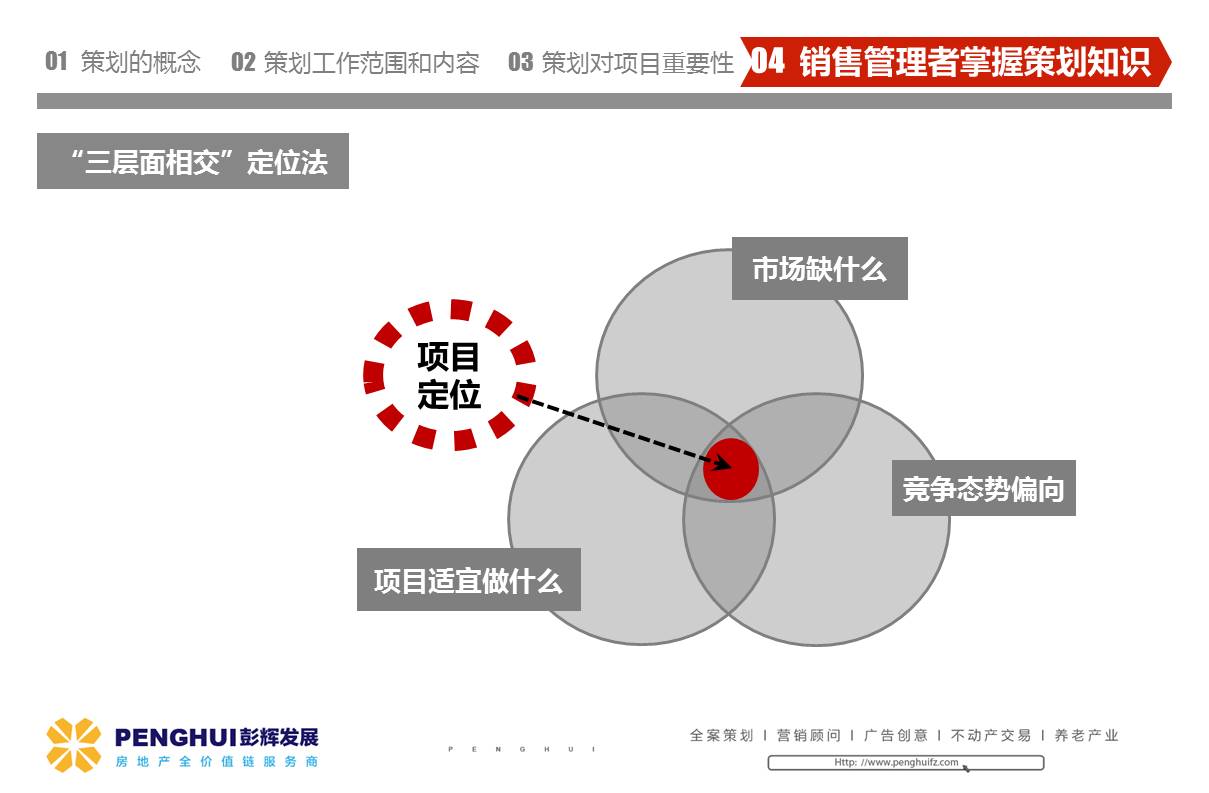 01 策划的概念 02 策划工作范围和内容 03 策划对项目重要性 04 销售管理者掌握策划知识
“三层面相交”定位法
市场缺什么
项目
定位
竞争态势偏向
项目适宜做什么
PENGHUI彭辉发展
房地产全价值链服务商
PENGHUI
全案策划 | 营销顾问 | 广告创意 | 不动产交易 | 养老产业
Http: //www.penghuifz.com